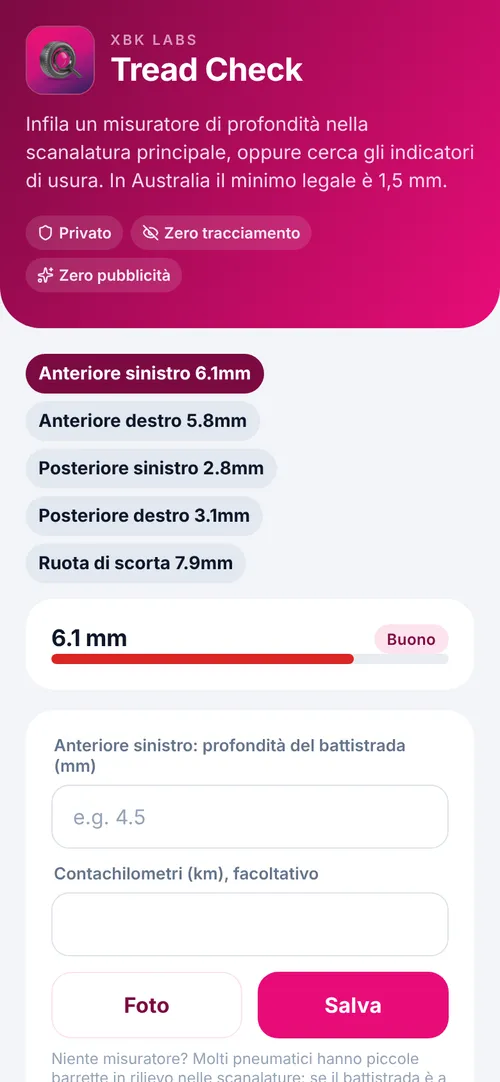 XBK LABS
Tread Check
Infila un misuratore di profondità nella
scanalatura principale, oppure cerca gli indicatori
di usura. In Australia il minimo legale è 1,5 mm.
Privato
Zero tracciamento
Zero pubblicità
Anteriore sinistro 6.1mm
Anteriore destro 5.8mm
Posteriore sinistro 2.8mm
Posteriore destro 3.1mm
Ruota di scorta 7.9mm
6.1 mm
Buono
Anteriore sinistro: profondità del battistrada
(mm)
e.g. 4.5
Contachilometri (km), facoltativo
Foto
Salva
Niente misuratore? Molti pneumatici hanno piccole
barrette in rilievo nelle scanalature: se il battistrada è a